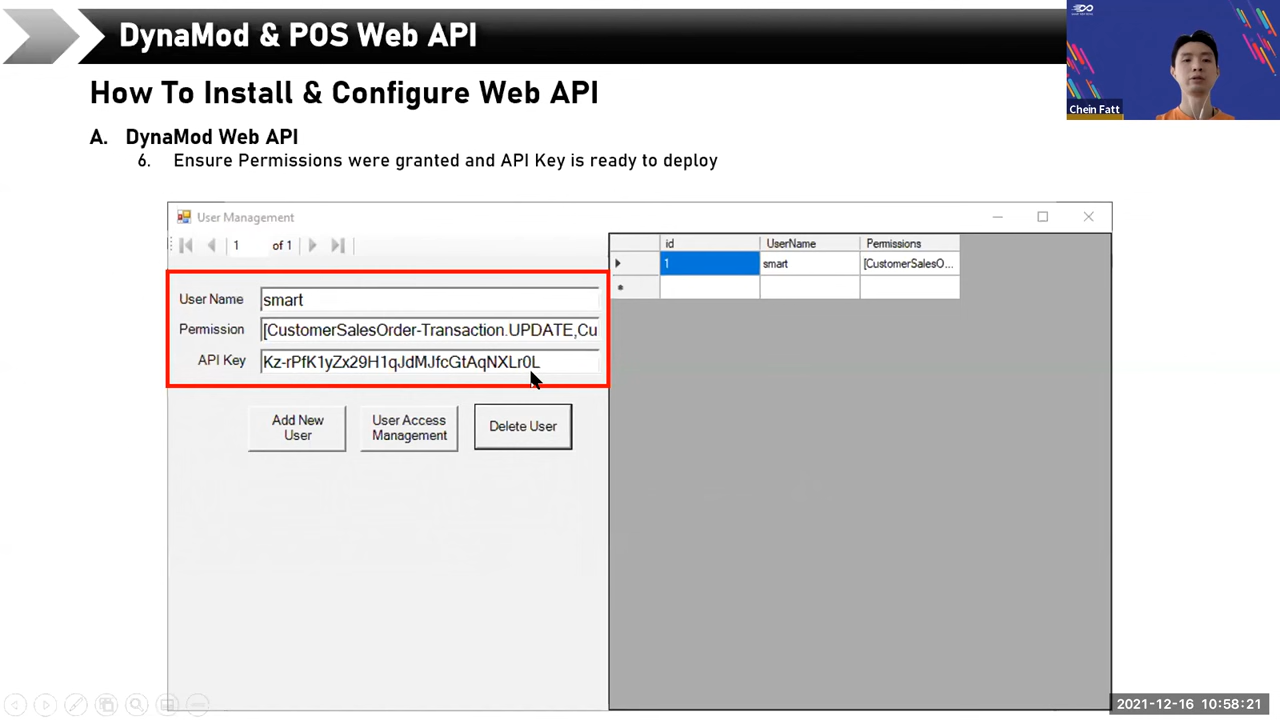 DynaMod & POS Web API
Chein Fatt
How To Install & Configure Web API
A. DynaMod Web API
6. Ensure Permissions were granted and API Key is ready to deploy
User Management
1 of 1
User Name smart
Permission [CustomerSalesOrder-Transaction.UPDATE,Cu
API Key Kz-rPfK1yZx29H1qJdMJfcGtAqNXLr0L
Add New User
User Access Management
Delete User
id UserName Permissions
1 smart [CustomerSalesO...
2021-12-16 10:58:21